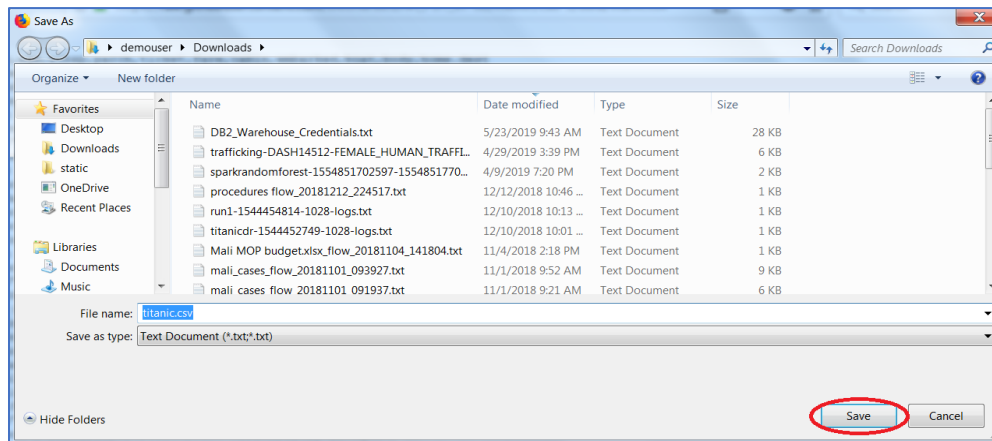 Save As
demouser Downloads Search Downloads
Organize New folder
Favorites
Desktop
Downloads
static
OneDrive
Recent Places
Libraries
Documents
Music
Name Date modified Type Size
DB2_Warehouse_Credentials.txt 5/23/2019 9:43 AM Text Document 28 KB
trafficking-DASH14512-FEMALE_HUMAN_TRAFFI... 4/29/2019 3:39 PM Text Document 6 KB
sparkrandomforest-1554851702597-1554851770... 4/9/2019 7:20 PM Text Document 2 KB
procedures flow_20181212_224517.txt 12/12/2018 10:46 ... Text Document 1 KB
run1-1544454814-1028-logs.txt 12/10/2018 10:13 ... Text Document 1 KB
titanicdr-1544452749-1028-logs.txt 12/10/2018 10:01 ... Text Document 1 KB
Mali MOP budget.xlsx_flow_20181104_141804.txt 11/4/2018 2:18 PM Text Document 1 KB
mali_cases_flow_20181101_093927.txt 11/1/2018 9:52 AM Text Document 9 KB
mali_cases_flow_20181101_091937.txt 11/1/2018 9:21 AM Text Document 6 KB
File name: titanic.csv
Save as type: Text Document (*.txt;*.txt)
Hide Folders Save Cancel